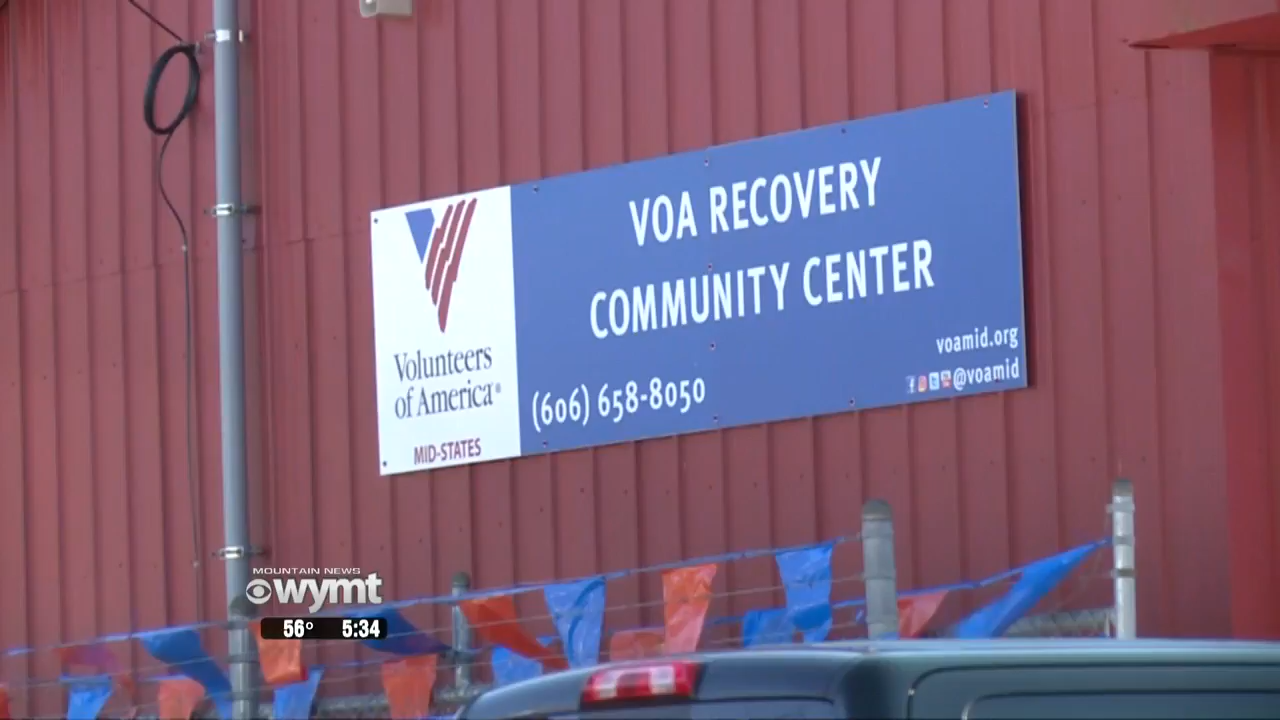 VOA RECOVERY
COMMUNITY CENTER
voamid.org
@voamid
(606) 658-8050
Volunteers
of America®
MID-STATES
MOUNTAIN NEWS
wymt
56° 5:34